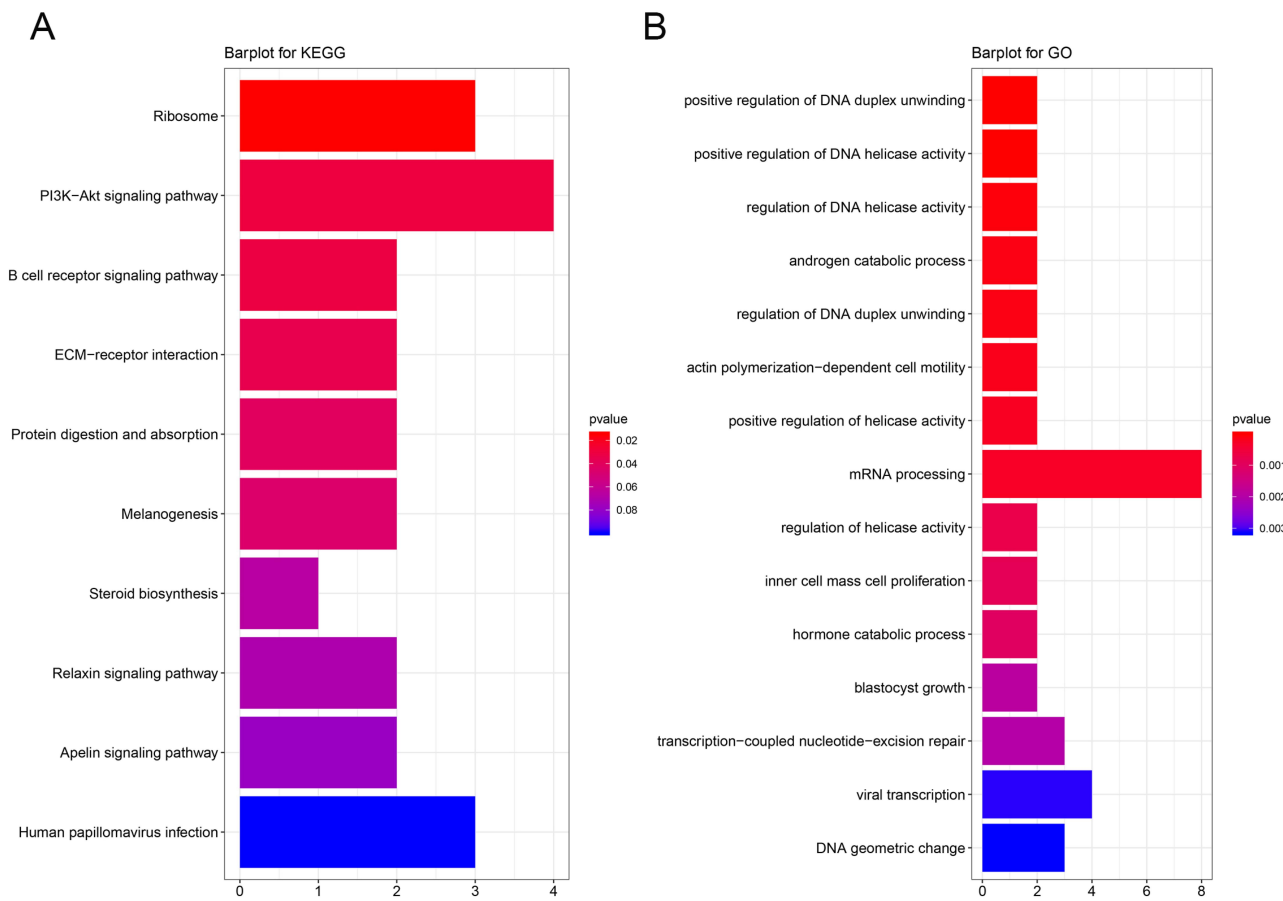 A
Barplot for KEGG
Ribosome
PI3K−Akt signaling pathway
B cell receptor signaling pathway
ECM−receptor interaction
Protein digestion and absorption
Melanogenesis
Steroid biosynthesis
Relaxin signaling pathway
Apelin signaling pathway
Human papillomavirus infection
0 1 2 3 4
pvalue
0.02
0.04
0.06
0.08
B
Barplot for GO
positive regulation of DNA duplex unwinding
positive regulation of DNA helicase activity
regulation of DNA helicase activity
androgen catabolic process
regulation of DNA duplex unwinding
actin polymerization−dependent cell motility
positive regulation of helicase activity
mRNA processing
regulation of helicase activity
inner cell mass cell proliferation
hormone catabolic process
blastocyst growth
transcription−coupled nucleotide−excision repair
viral transcription
DNA geometric change
0 2 4 6 8
pvalue
0.001
0.002
0.003